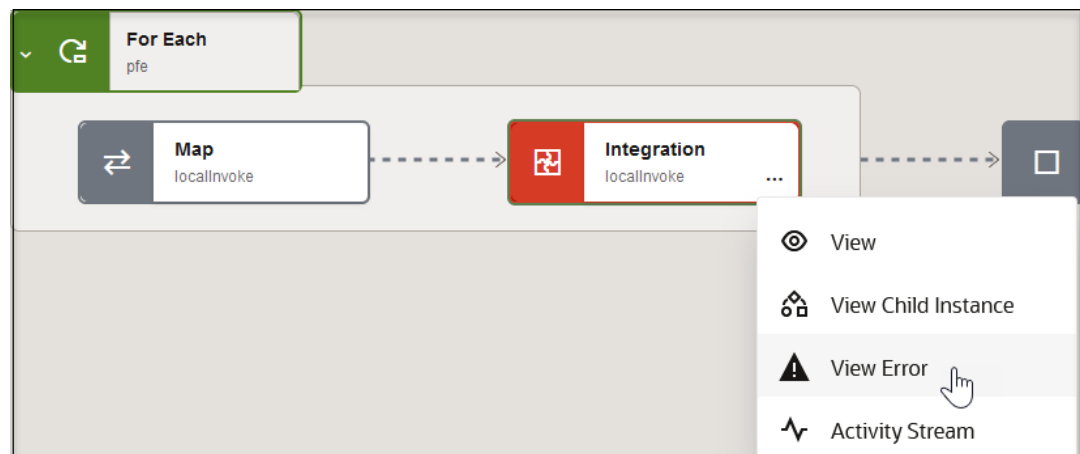 For Each
pfe
Map
localInvoke
Integration
localInvoke
...
View
View Child Instance
View Error
Activity Stream